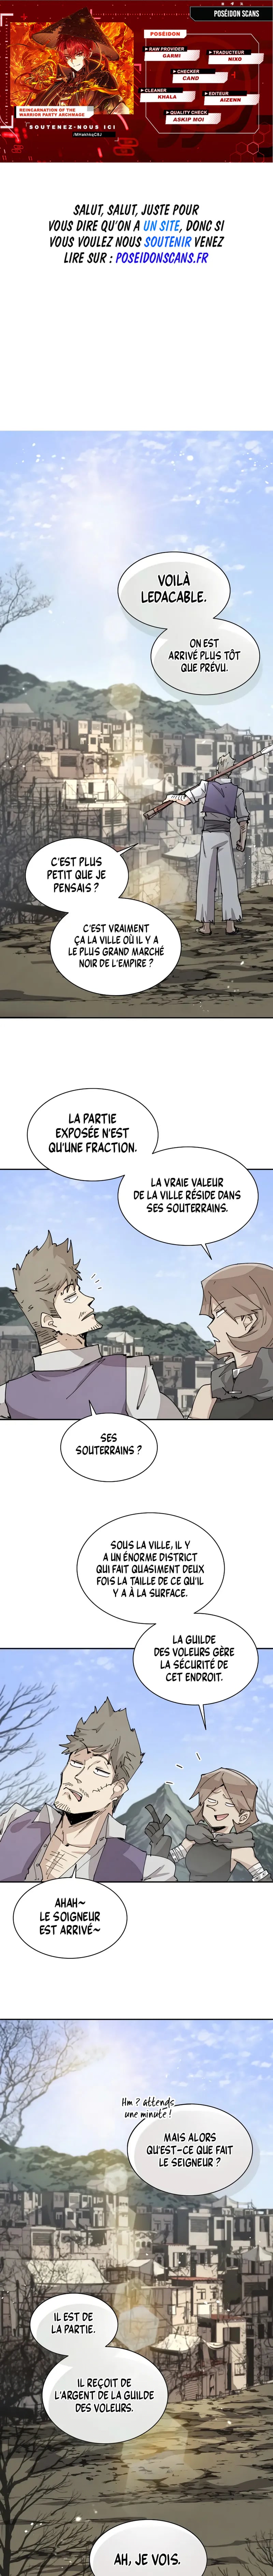 POSÉIDON SCANS
POSÉIDON
RAW PROVIDER
GARMI
TRADUCTEUR
NIXO
CHECKER
CAND
CLEANER
KHALA
EDITEUR
AIZENN
QUALITY CHECK
ASKIP MOI
REINCARNATION OF THE
WARRIOR PARTY ARCHMAGE
SOUTENEZ-NOUS ICI
SALUT, SALUT, JUSTE POUR
VOUS DIRE QU'ON A UN SITE, DONC SI
VOUS VOULEZ NOUS SOUTENIR VENEZ
LIRE SUR : POSEIDONSCANS.FR
VOILÀ
LEDACABLE.
ON EST
ARRIVÉ PLUS TÔT
QUE PRÉVU.
C'EST PLUS
PETIT QUE JE
PENSAIS ?
C'EST VRAIMENT
ÇA LA VILLE OÙ IL Y A
LE PLUS GRAND MARCHÉ
NOIR DE L'EMPIRE ?
LA PARTIE
EXPOSÉE N'EST
QU'UNE FRACTION.
LA VRAIE VALEUR
DE LA VILLE RÉSIDE DANS
SES SOUTERRAINS.
SES
SOUTERRAINS ?
SOUS LA VILLE, IL Y
A UN ÉNORME DISTRICT
QUI FAIT QUASIMENT DEUX
FOIS LA TAILLE DE CE QU'IL
Y A À LA SURFACE.
LA GUILDE
DES VOLEURS GÈRE
LA SÉCURITÉ DE
CET ENDROIT.
AHAH~
LE SOIGNEUR
EST ARRIVÉ~
Hm ? attends
une minute !
MAIS ALORS
QU'EST-CE QUE FAIT
LE SEIGNEUR ?
IL EST DE
LA PARTIE.
IL REÇOIT DE
L'ARGENT DE LA GUILDE
DES VOLEURS.
AH, JE VOIS.